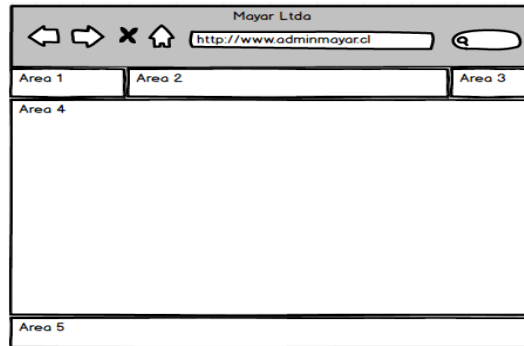 Mayar Ltda
http://www.adminmayar.cl
Area 1
Area 2
Area 3
Area 4
Area 5